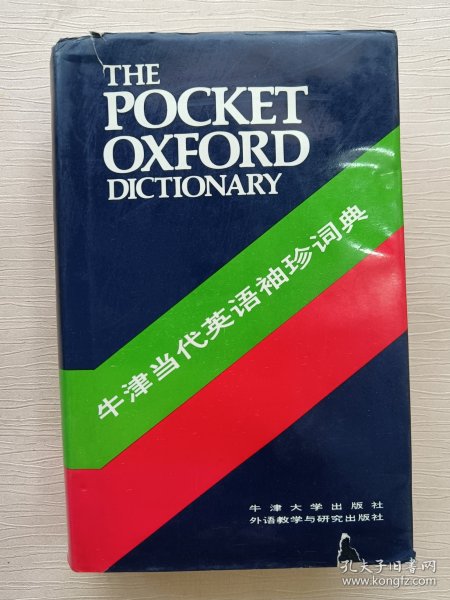 THE
POCKET
OXFORD
DICTIONARY
牛津当代英语袖珍词典
牛津大学出版社
外语教学与研究出版社
孔夫子旧书网
www.kongfz.com